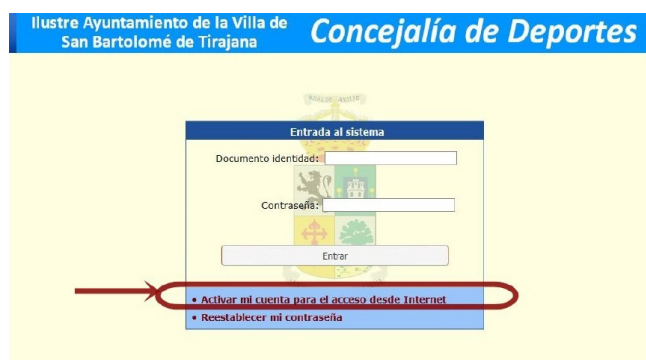 Ilustre Ayuntamiento de la Villa de
San Bartolomé de Tirajana
Concejalía de Deportes
Entrada al sistema
Documento identidad:
Contraseña:
Entrar
• Activar mi cuenta para el acceso desde Internet
• Reestablecer mi contraseña